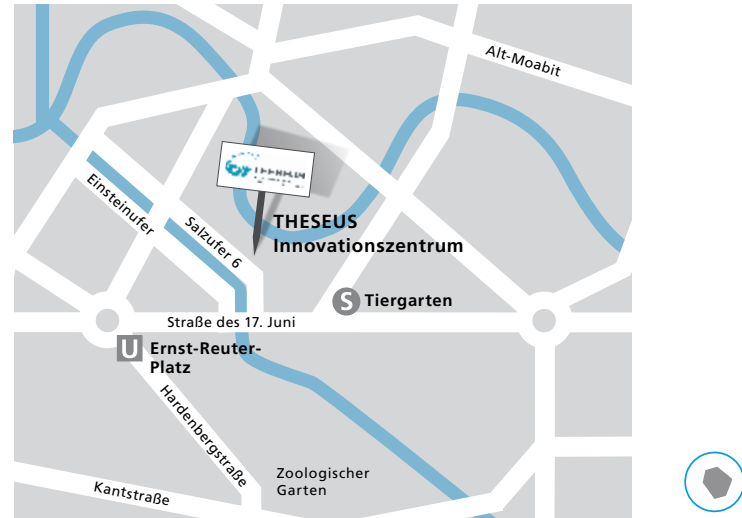 Alt-Moabit
THESEUS
Einsteinufer
Salzufer 6
THESEUS
Innovationszentrum
S Tiergarten
Straße des 17. Juni
U Ernst-Reuter-
Platz
Hardenbergstraße
Zoologischer
Garten
Kantstraße